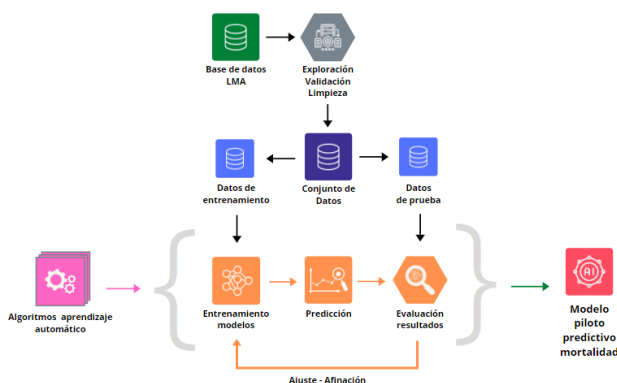 Base de datos
LMA
Exploración
Validación
Limpieza
Datos de
entrenamiento
Conjunto de
Datos
Datos
de prueba
Algoritmos aprendizaje
automático
Entrenamiento
modelos
Predicción
Evaluación
resultados
AI
Modelo
piloto
predictivo
mortalidad
Ajuste - Afinación